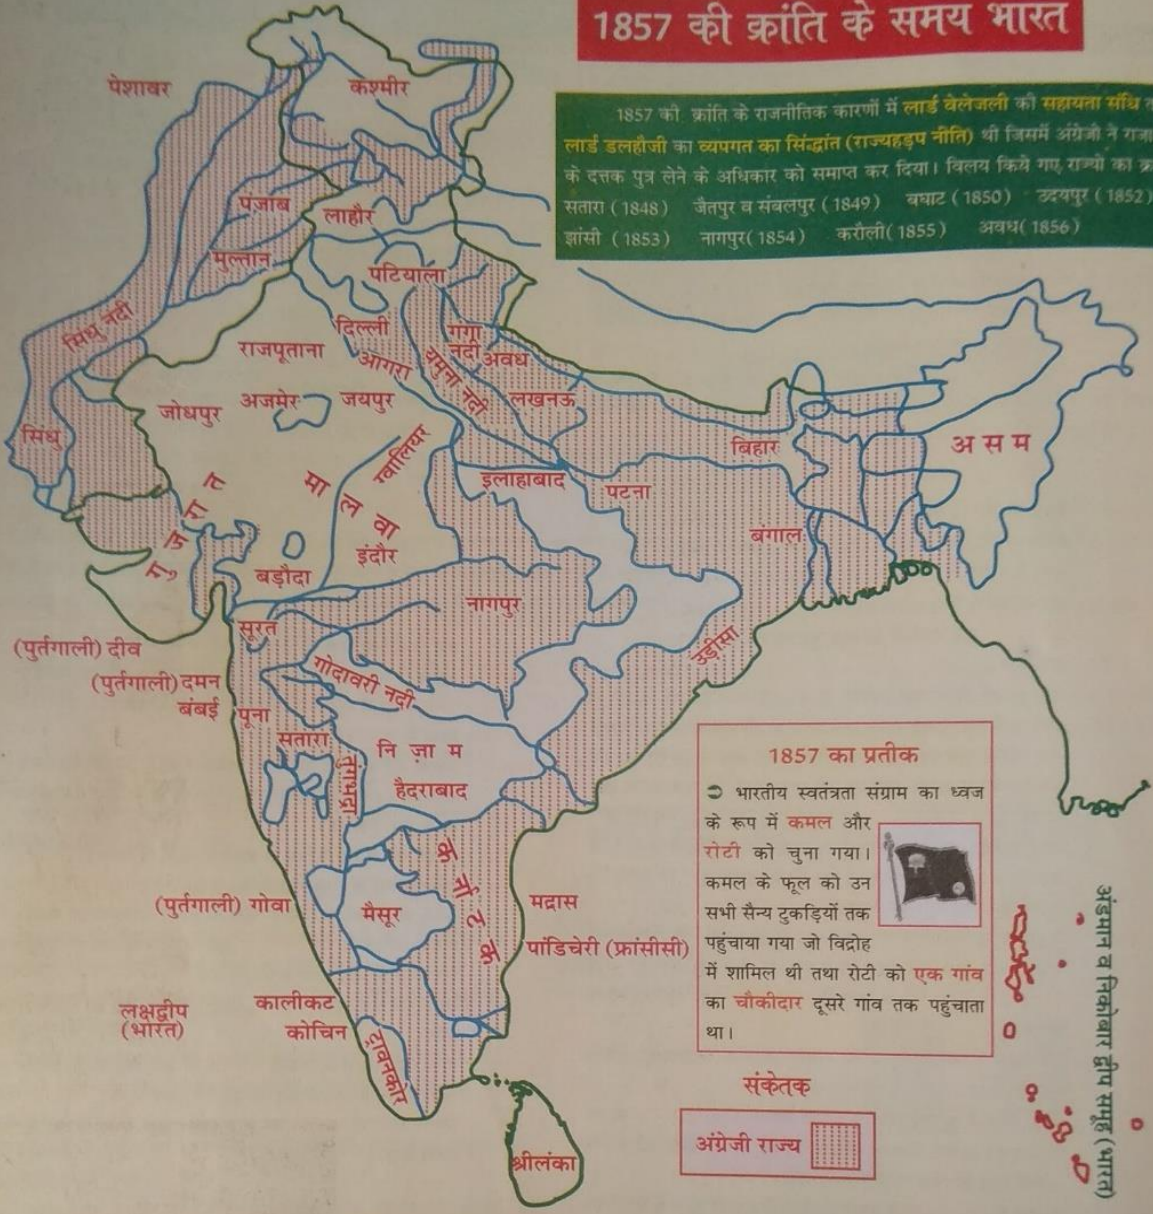 1857 की क्रांति के समय भारत
1857 की क्रांति के राजनीतिक कारणों में लार्ड वेलेजली की सहायता संधि
लार्ड डलहौजी का व्यपगत का सिद्धांत (राज्यहड़प नीति) थी जिसमें अंग्रेजो ने
के दत्तक पुत्र लेने के अधिकार को समाप्त कर दिया। विलय किये गए राज्यों का
सतारा (1848) जैतपुर व संबलपुर (1849) बघाट (1850) उदयपुर (1852)
झांसी (1853) नागपुर(1854) करौली(1855) अवध(1856)
पेशावर
कश्मीर
पंजाब
लाहौर
मुल्तान
पटियाला
सिंधु नदी
दिल्ली
गंगा
नदी
अवध
राजपूताना
आगरा
यमुना नदी
लखनऊ
जोधपुर
अजमेर
जयपुर
ग्वालियर
सिंधु
बिहार
अ स म
इलाहाबाद
पटना
गु ज रा त
मा ल वा
बंगाल
इंदौर
बड़ौदा
नागपुर
सूरत
उड़ीसा
(पुर्तगाली) दीव
(पुर्तगाली) दमन
गोदावरी नदी
बंबई
पूना
सतारा
तुंगभद्रा
नि ज़ा म
हैदराबाद
क र्ना ट क
मैसूर
(पुर्तगाली) गोवा
मद्रास
पांडिचेरी (फ्रांसीसी)
लक्षद्वीप
(भारत)
कालीकट
कोचिन
ट्रावनकोर
श्रीलंका
1857 का प्रतीक
➲ भारतीय स्वतंत्रता संग्राम का ध्वज
के रूप में कमल और
रोटी को चुना गया।
कमल के फूल को उन
सभी सैन्य टुकड़ियों तक
पहुंचाया गया जो विद्रोह
में शामिल थी तथा रोटी को एक गांव
का चौकीदार दूसरे गांव तक पहुंचाता
था।
संकेतक
अंग्रेजी राज्य
अंडमान व निकोबार द्वीप समूह (भारत)